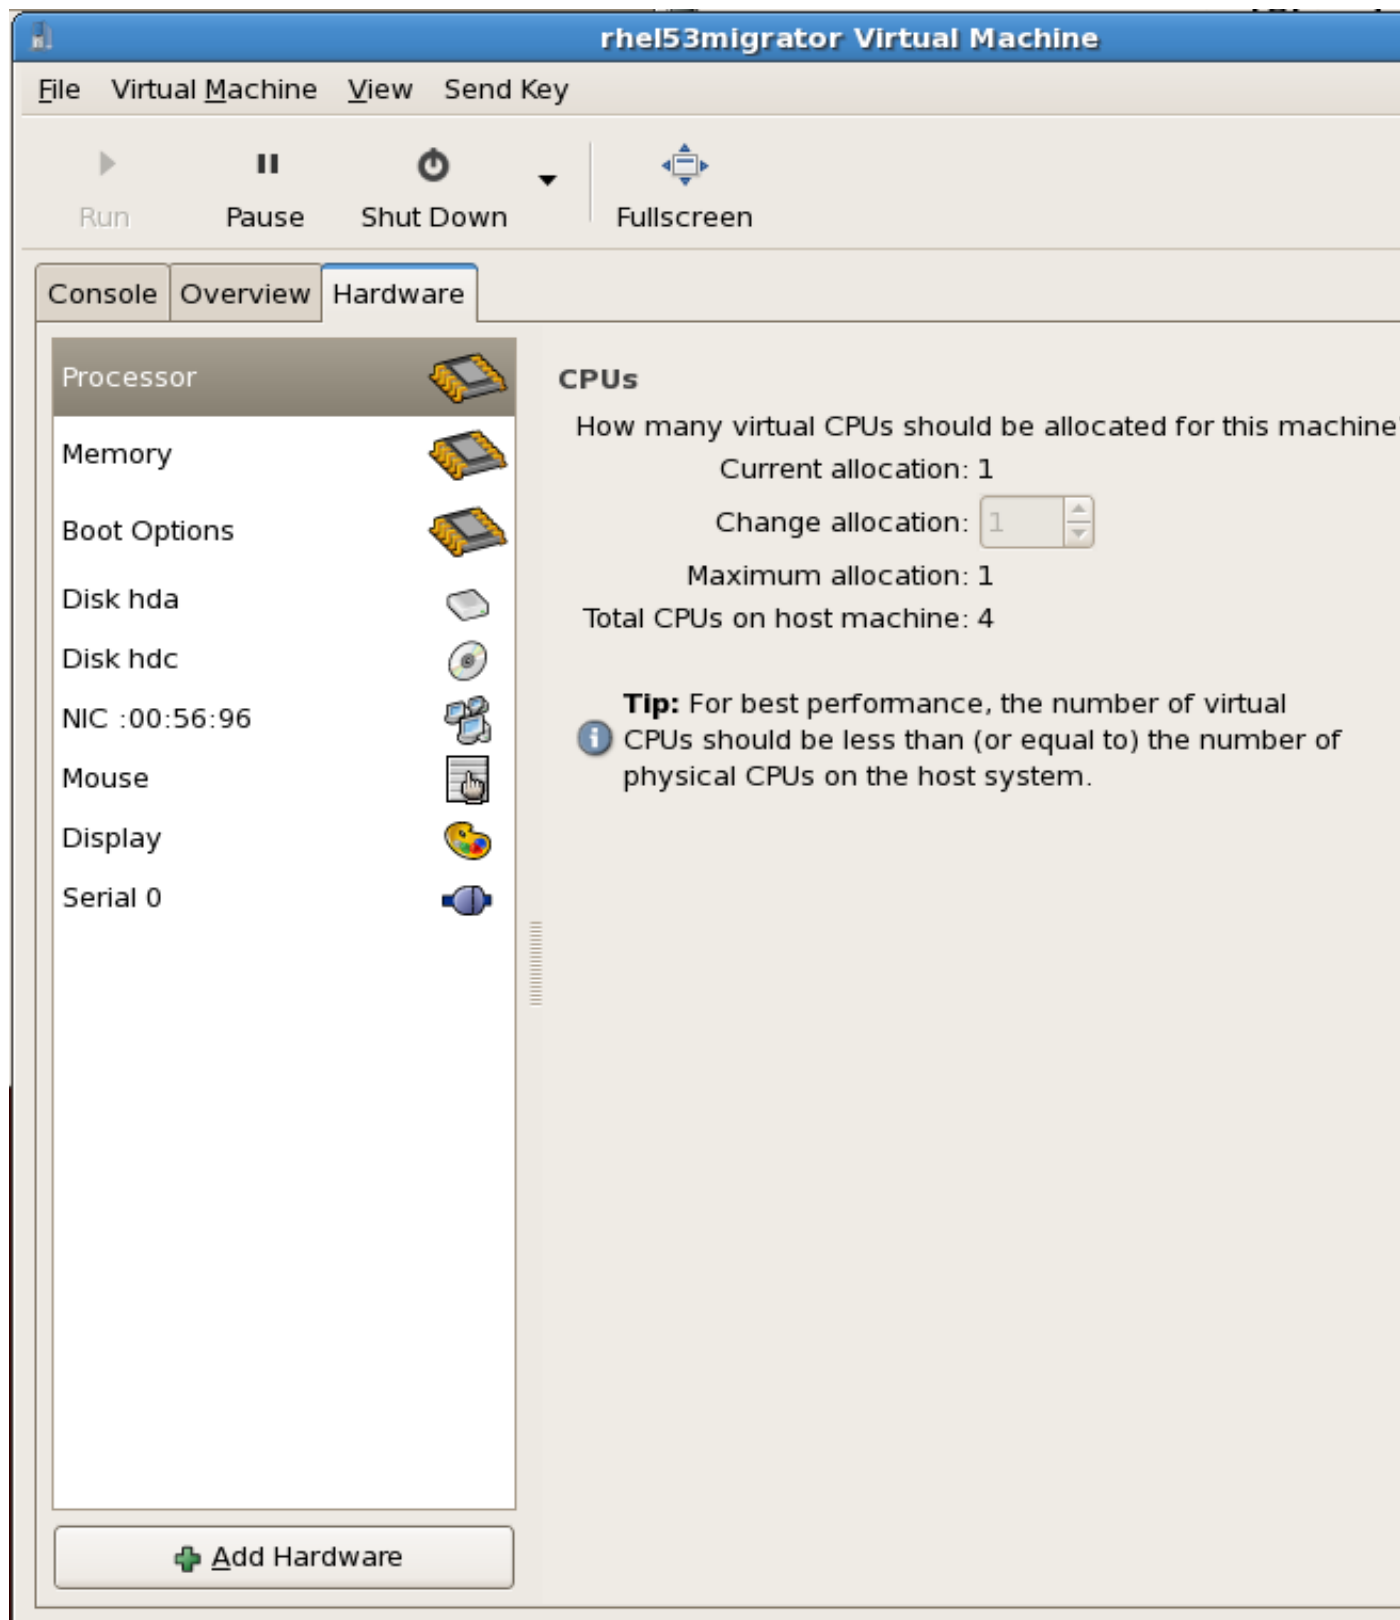 rhel53migrator Virtual Machine
File Virtual Machine View Send Key
Run Pause Shut Down Fullscreen
Console Overview Hardware
Processor
Memory
Boot Options
Disk hda
Disk hdc
NIC :00:56:96
Mouse
Display
Serial 0
Add Hardware
CPUs
How many virtual CPUs should be allocated for this machine
Current allocation: 1
Change allocation: 1
Maximum allocation: 1
Total CPUs on host machine: 4
Tip: For best performance, the number of virtual
CPUs should be less than (or equal to) the number of
physical CPUs on the host system.